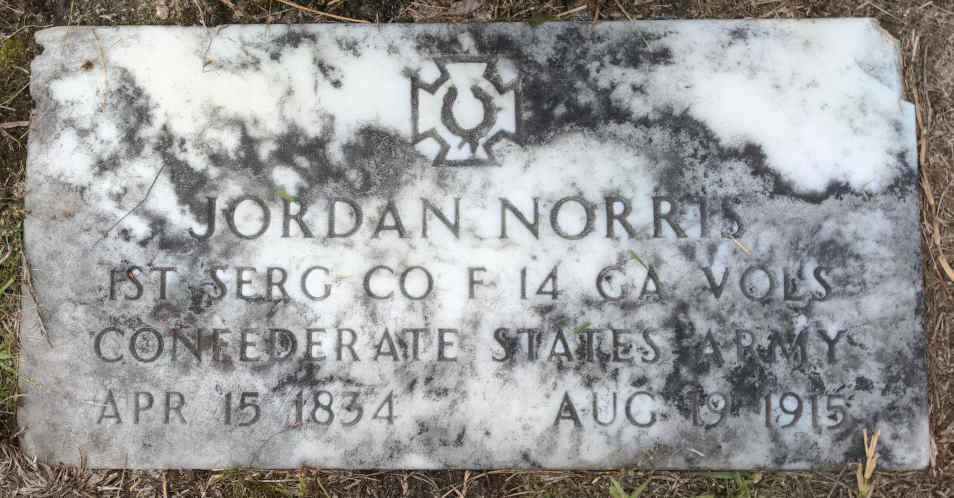 JORDAN NORRIS
1ST SERG CO F 14 GA VOLS
CONFEDERATE STATES ARMY
APR 15 1834 AUG 19 1915